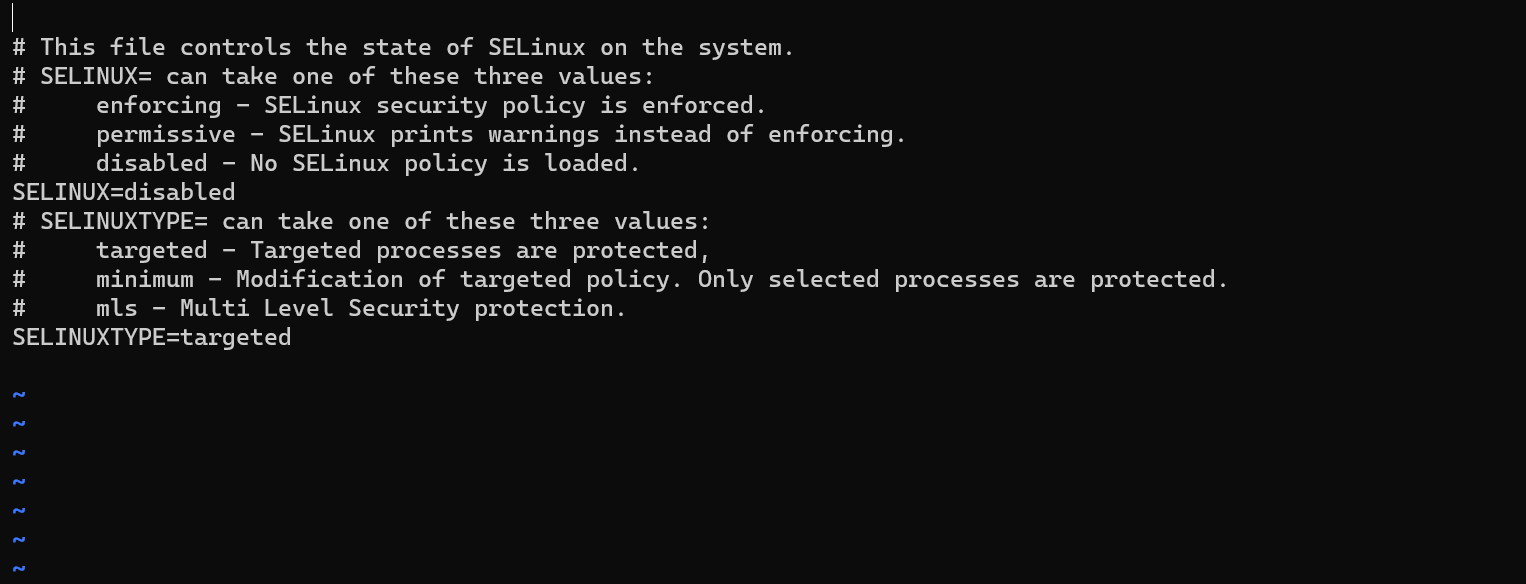 # This file controls the state of SELinux on the system.
# SELINUX= can take one of these three values:
#     enforcing - SELinux security policy is enforced.
#     permissive - SELinux prints warnings instead of enforcing.
#     disabled - No SELinux policy is loaded.
SELINUX=disabled
# SELINUXTYPE= can take one of these three values:
#     targeted - Targeted processes are protected,
#     minimum - Modification of targeted policy. Only selected processes are protected.
#     mls - Multi Level Security protection.
SELINUXTYPE=targeted
~
~
~
~
~
~
~